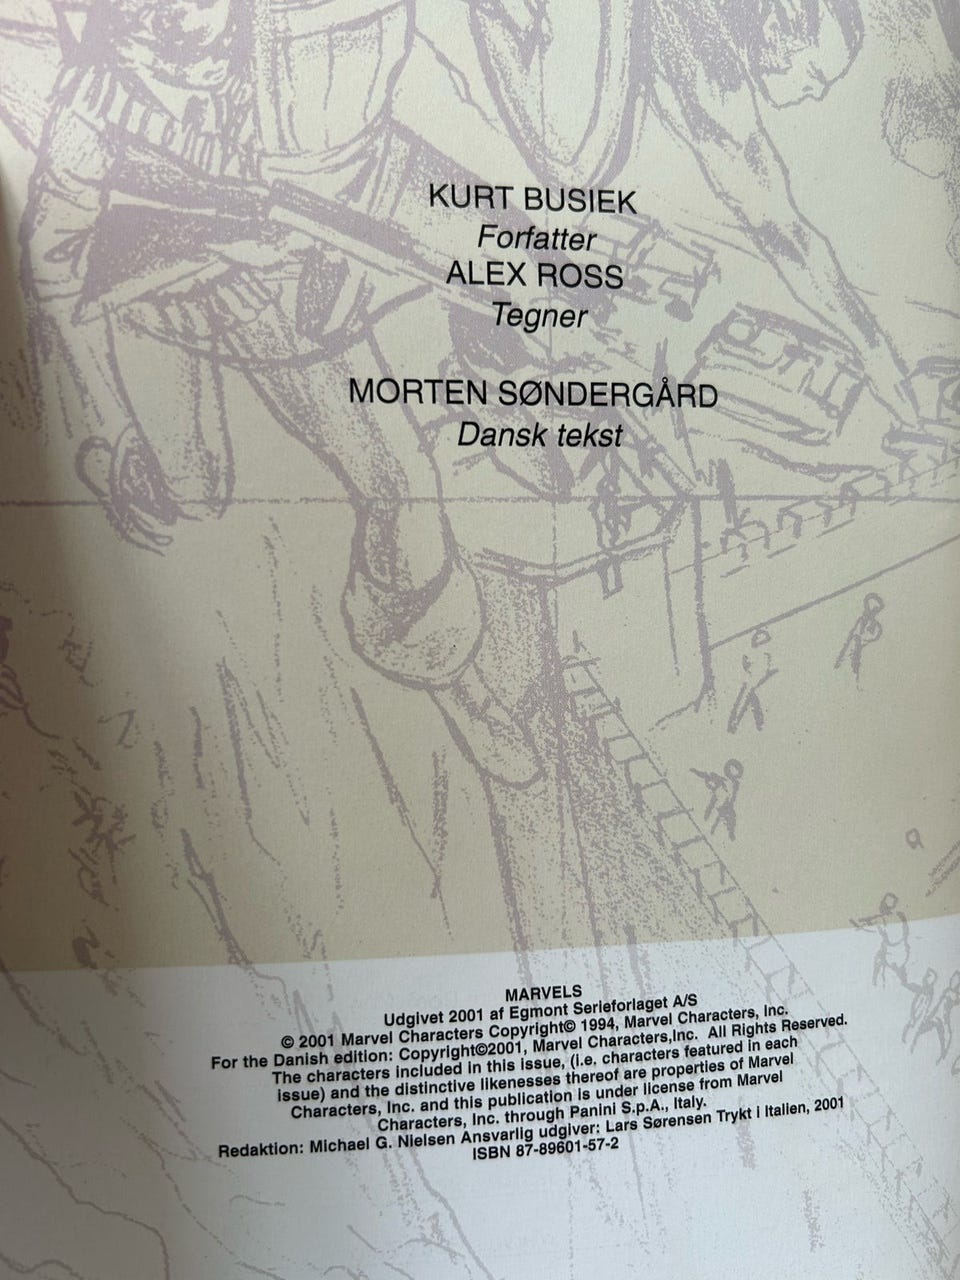 KURT BUSIEK
Forfatter
ALEX ROSS
Tegner
MORTEN SØNDERGÅRD
Dansk tekst
MARVELS
Udgivet 2001 af Egmont Serieforlaget A/S
© 2001 Marvel Characters Copyright© 1994, Marvel Characters, Inc.
For the Danish edition: Copyright©2001, Marvel Characters,Inc. All Rights Reserved.
The characters included in this issue, (i.e. characters featured in each
issue) and the distinctive likenesses thereof are properties of Marvel
Characters, Inc. and this publication is under license from Marvel
Characters, Inc. through Panini S.p.A., Italy.
Redaktion: Michael G. Nielsen Ansvarlig udgiver: Lars Sørensen Trykt i Italien, 2001
ISBN 87-89601-57-2